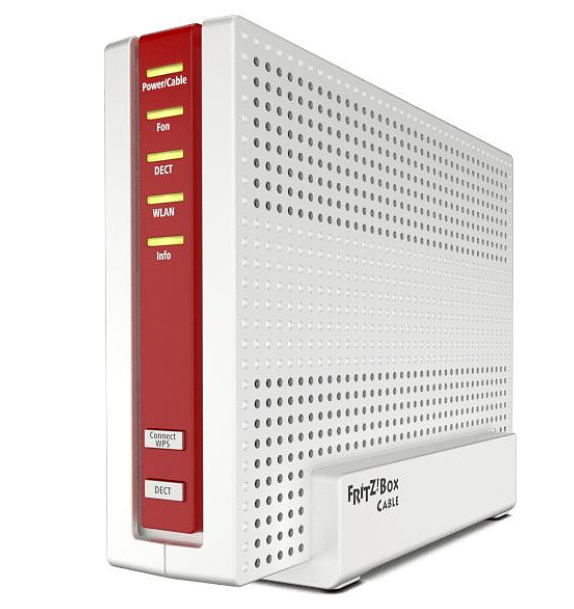 Power/Cable
Fon
DECT
WLAN
Info
Connect
WPS
DECT
FRITZ!Box
CABLE